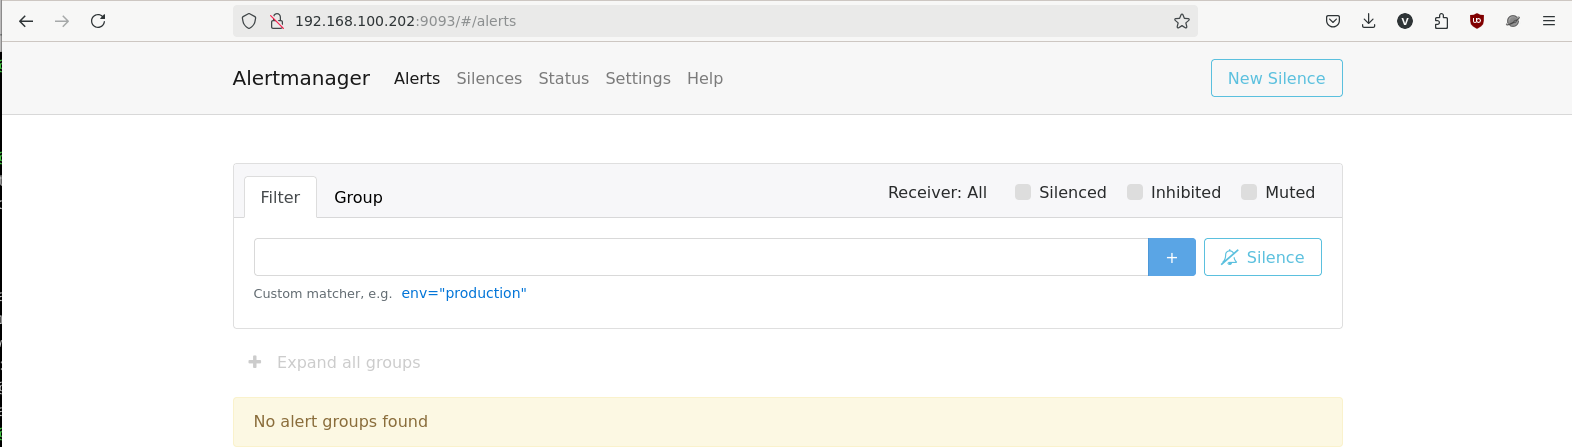 192.168.100.202:9093/#/alerts
Alertmanager Alerts Silences Status Settings Help New Silence
Filter Group Receiver: All Silenced Inhibited Muted
+ Silence
Custom matcher, e.g. env="production"
+ Expand all groups
No alert groups found